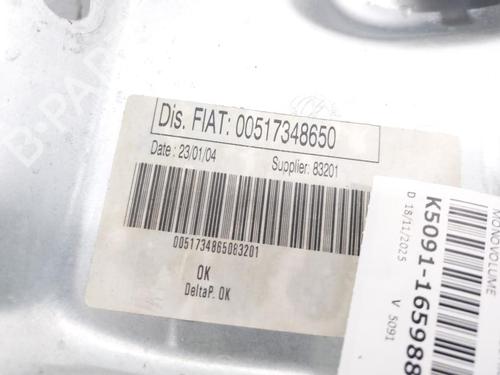 Dis. FIAT: 00517348650
Date : 23/01/04 Supplier: 83201
0051734865083201
OK
DeltaP. OK
MONOVOLUME
K5091-165988
D 18/11/2025
V 5091
B-PARTS